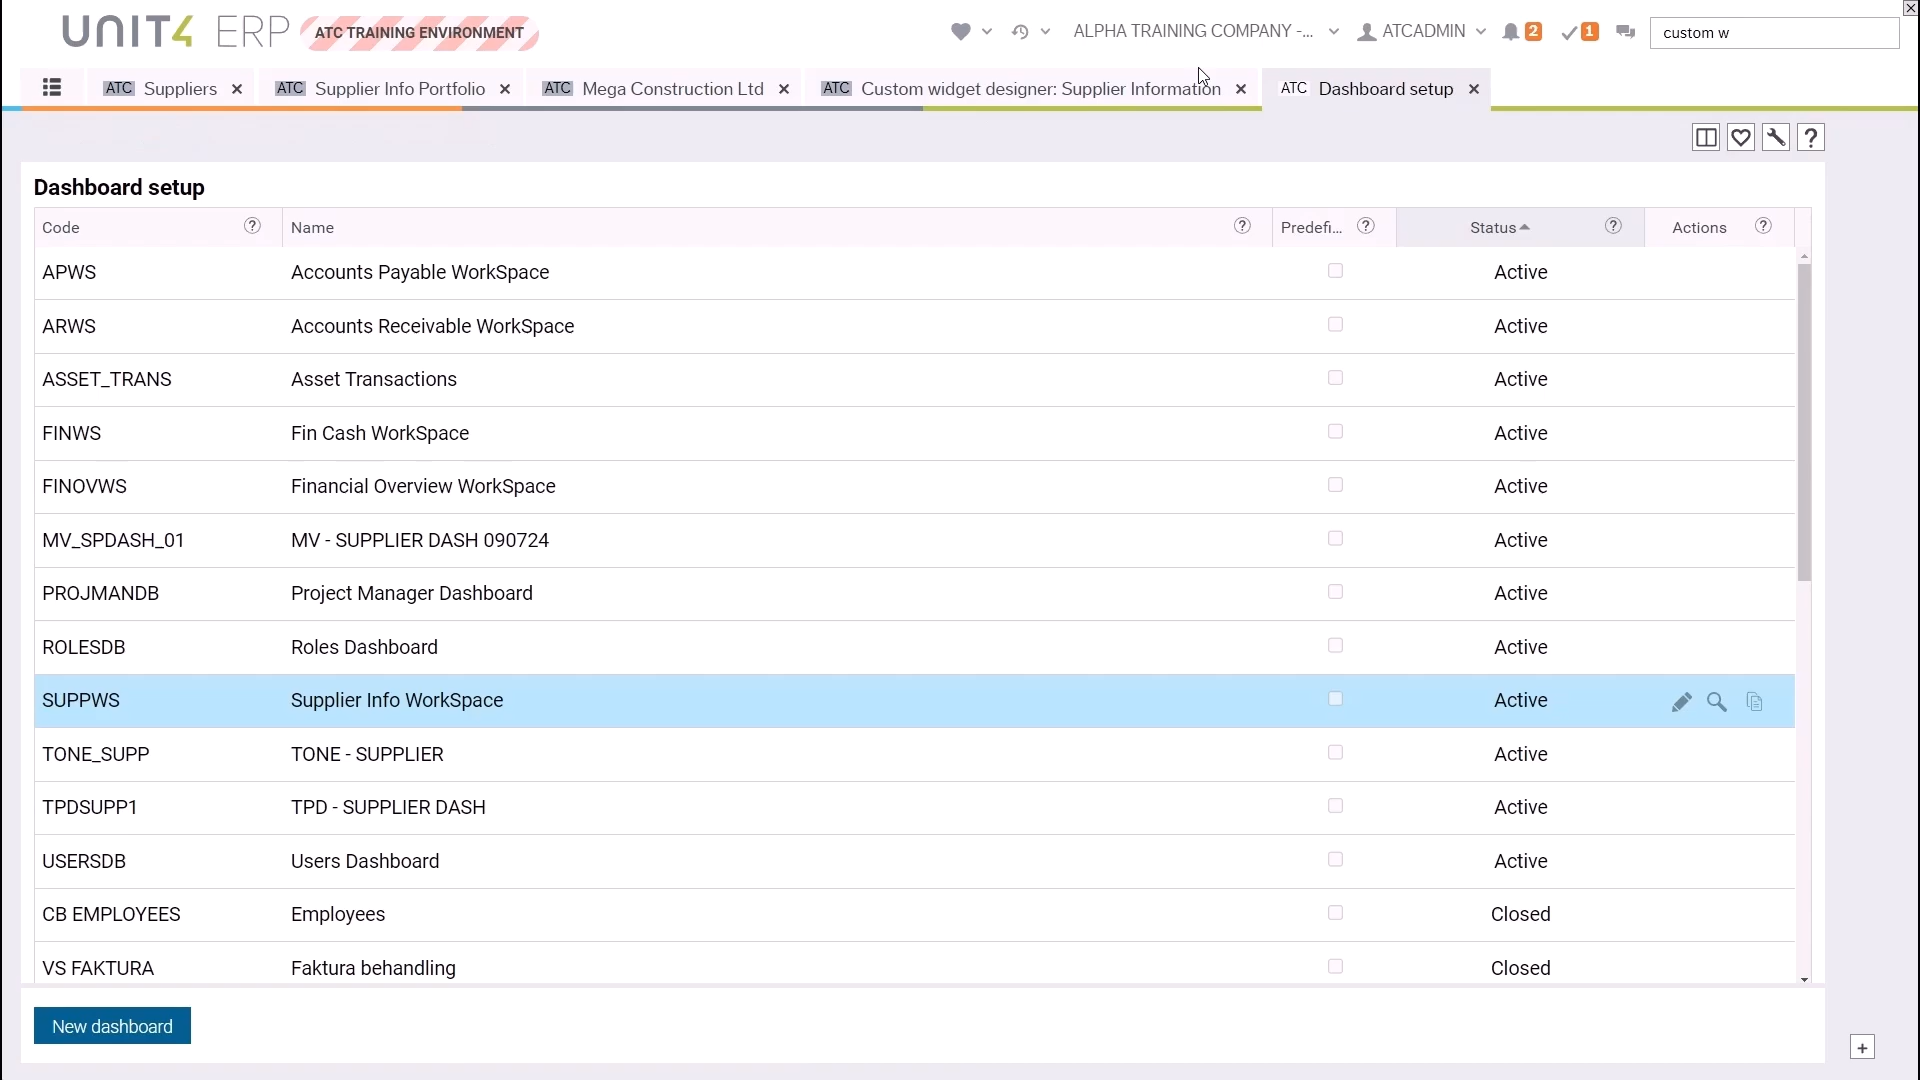 UNIT4 ERP ATC TRAINING ENVIRONMENT ALPHA TRAINING COMPANY -... ATCADMIN 2 1 custom w
ATC Suppliers ATC Supplier Info Portfolio ATC Mega Construction Ltd ATC Custom widget designer: Supplier Information ATC Dashboard setup
Dashboard setup
Code Name Predefi... Status Actions
APWS Accounts Payable WorkSpace Active
ARWS Accounts Receivable WorkSpace Active
ASSET_TRANS Asset Transactions Active
FINWS Fin Cash WorkSpace Active
FINOVWS Financial Overview WorkSpace Active
MV_SPDASH_01 MV - SUPPLIER DASH 090724 Active
PROJMANDB Project Manager Dashboard Active
ROLESDB Roles Dashboard Active
SUPPWS Supplier Info WorkSpace Active
TONE_SUPP TONE - SUPPLIER Active
TPDSUPP1 TPD - SUPPLIER DASH Active
USERSDB Users Dashboard Active
CB EMPLOYEES Employees Closed
VS FAKTURA Faktura behandling Closed
New dashboard